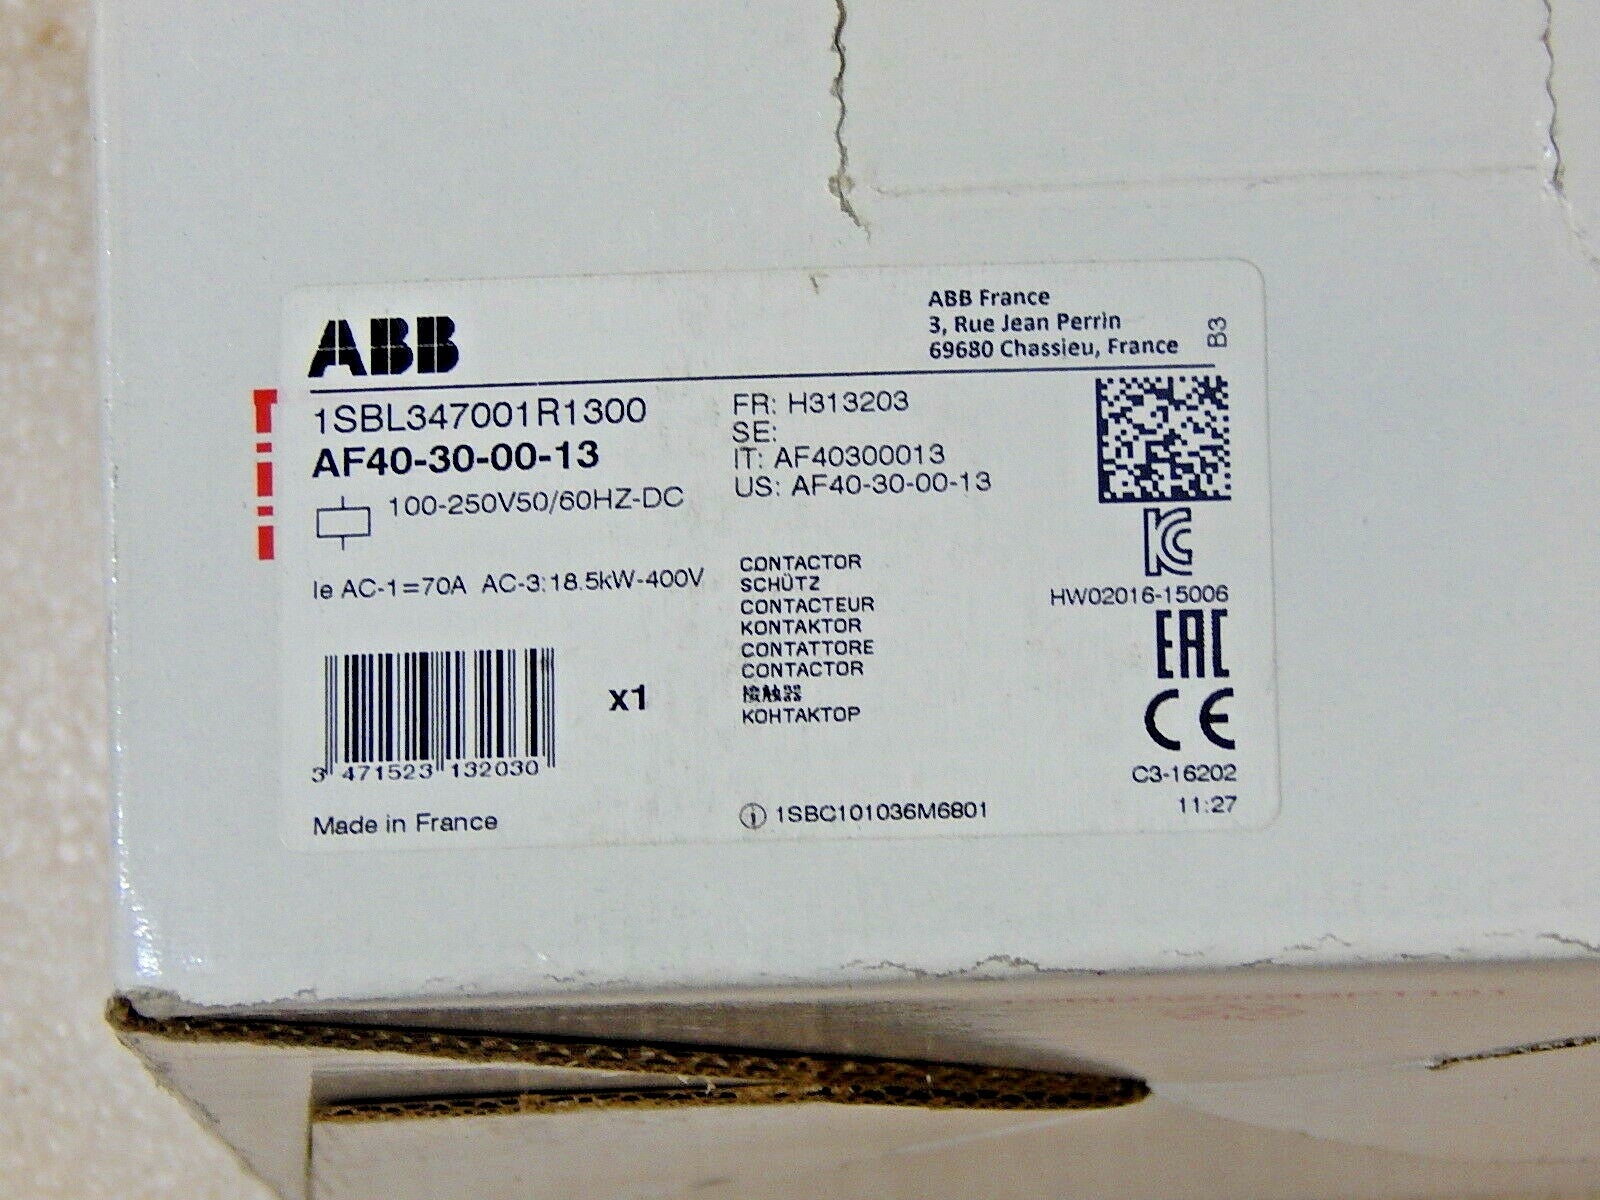 ABB
ABB France
3, Rue Jean Perrin
69680 Chassieu, France
B3
1SBL347001R1300
AF40-30-00-13
100-250V50/60HZ-DC
Ie AC-1=70A AC-3:18.5kW-400V
FR: H313203
SE:
IT: AF40300013
US: AF40-30-00-13
CONTACTOR
SCHÜTZ
CONTACTEUR
KONTAKTOR
CONTATTORE
CONTACTOR
接触器
КОНТАКТОР
x1
3 471523 132030
Made in France
1SBC101036M6801
HW02016-15006
EAC
CE
C3-16202
11:27